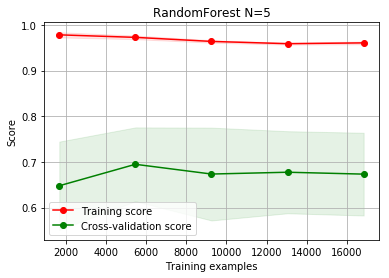 RandomForest N=5
1.0
0.9
0.8
0.7
0.6
Score
Training score
Cross-validation score
2000 4000 6000 8000 10000 12000 14000 16000
Training examples